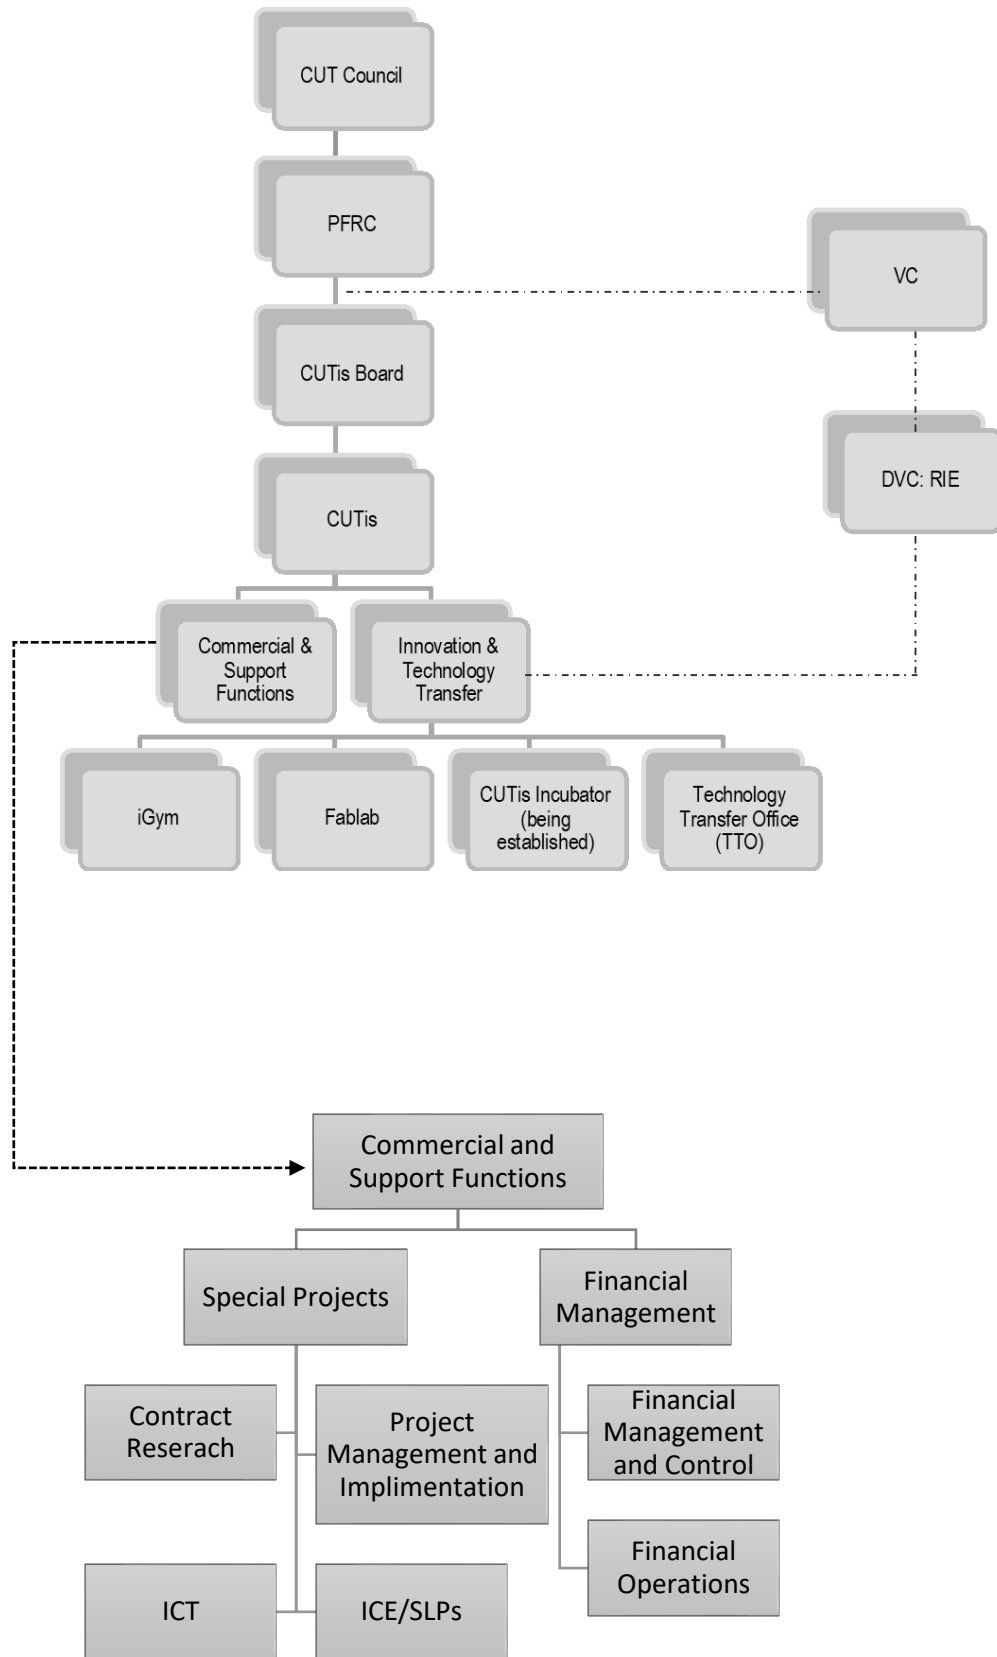 CUT Council
PFRC
VC
CUTis Board
DVC: RIE
CUTis
Commercial &
Support
Functions
Innovation &
Technology
Transfer
iGym
Fablab
CUTis Incubator
(being
established)
Technology
Transfer Office
(TTO)
Commercial and
Support Functions
Special Projects
Financial
Management
Contract
Reserach
Project
Management and
Implimentation
Financial
Management
and Control
ICT
ICE/SLPs
Financial
Operations